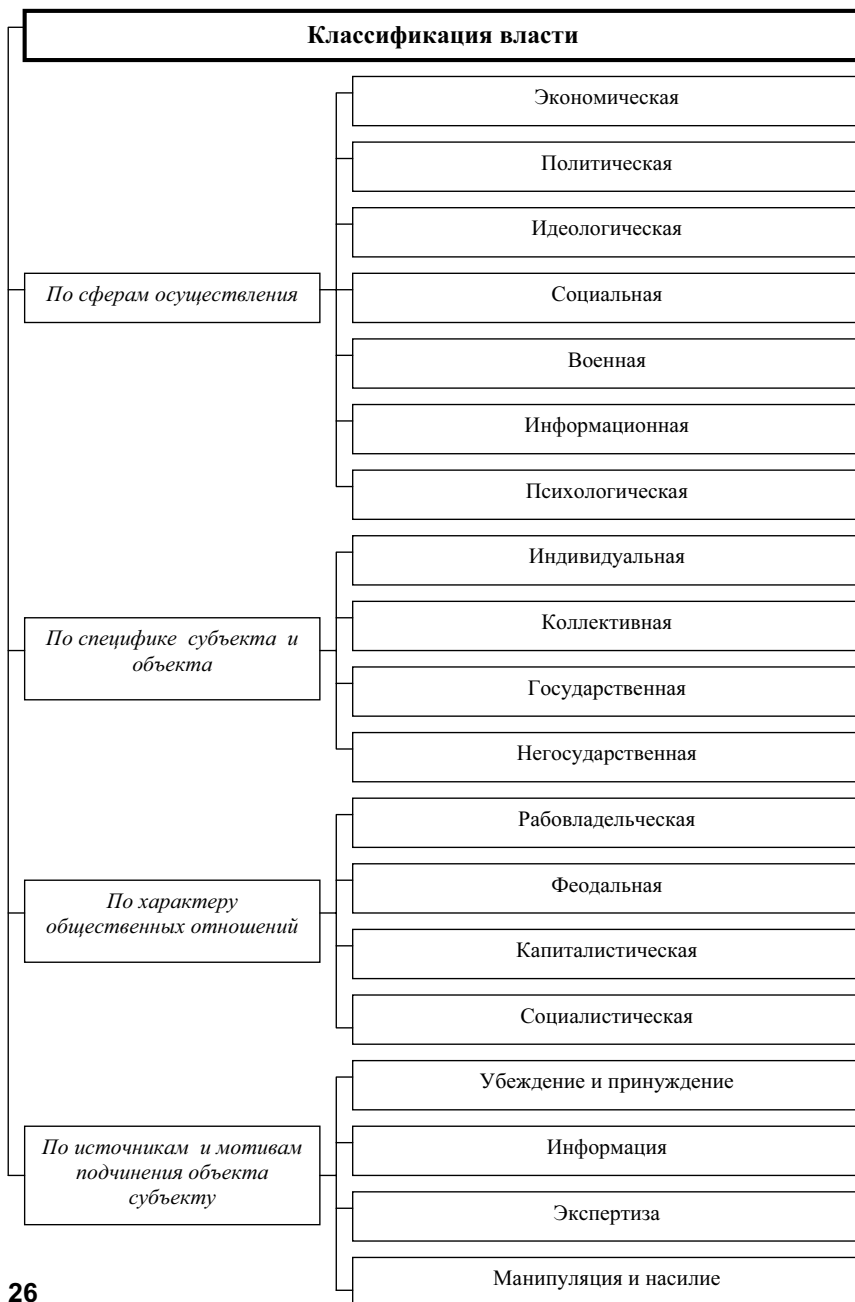 Классификация власти
По сферам осуществления
Экономическая
Политическая
Идеологическая
Социальная
Военная
Информационная
Психологическая
По специфике субъекта и
объекта
Индивидуальная
Коллективная
Государственная
Негосударственная
По характеру
общественных отношений
Рабовладельческая
Феодальная
Капиталистическая
Социалистическая
По источникам и мотивам
подчинения объекта
субъекту
Убеждение и принуждение
Информация
Экспертиза
Манипуляция и насилие
26